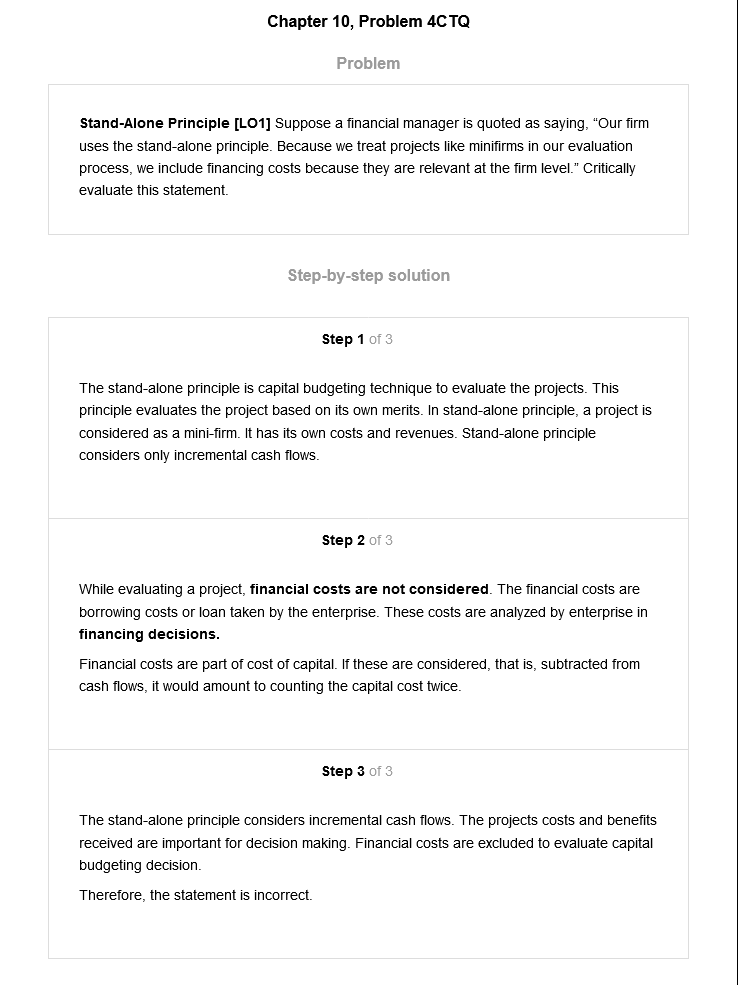 Chapter 10, Problem 4CTQ
Problem
Stand-Alone Principle [LO1] Suppose a financial manager is quoted as saying, “Our firm
uses the stand-alone principle. Because we treat projects like minifirms in our evaluation
process, we include financing costs because they are relevant at the firm level.” Critically
evaluate this statement.
Step-by-step solution
Step 1 of 3
The stand-alone principle is capital budgeting technique to evaluate the projects. This
principle evaluates the project based on its own merits. In stand-alone principle, a project is
considered as a mini-firm. It has its own costs and revenues. Stand-alone principle
considers only incremental cash flows.
Step 2 of 3
While evaluating a project, financial costs are not considered. The financial costs are
borrowing costs or loan taken by the enterprise. These costs are analyzed by enterprise in
financing decisions.
Financial costs are part of cost of capital. If these are considered, that is, subtracted from
cash flows, it would amount to counting the capital cost twice.
Step 3 of 3
The stand-alone principle considers incremental cash flows. The projects costs and benefits
received are important for decision making. Financial costs are excluded to evaluate capital
budgeting decision.
Therefore, the statement is incorrect.